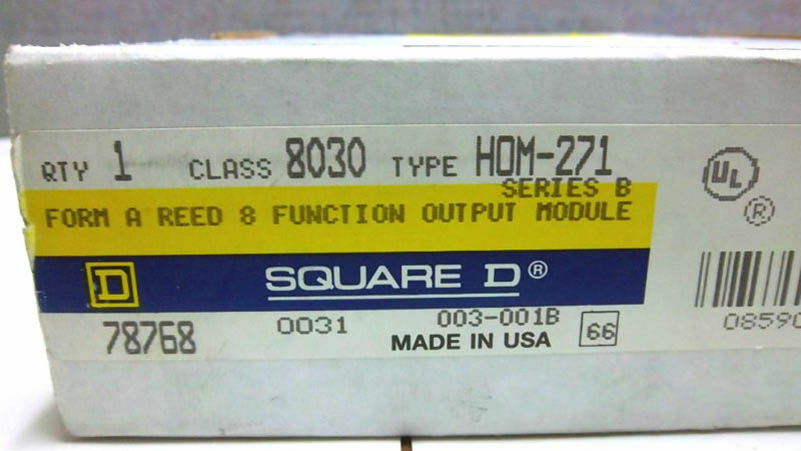 QTY 1 CLASS 8030 TYPE HOM-271
SERIES B
FORM A REED 8 FUNCTION OUTPUT MODULE
UL
®
D SQUARE D®
78768 0031 003-001B
MADE IN USA 66
08590